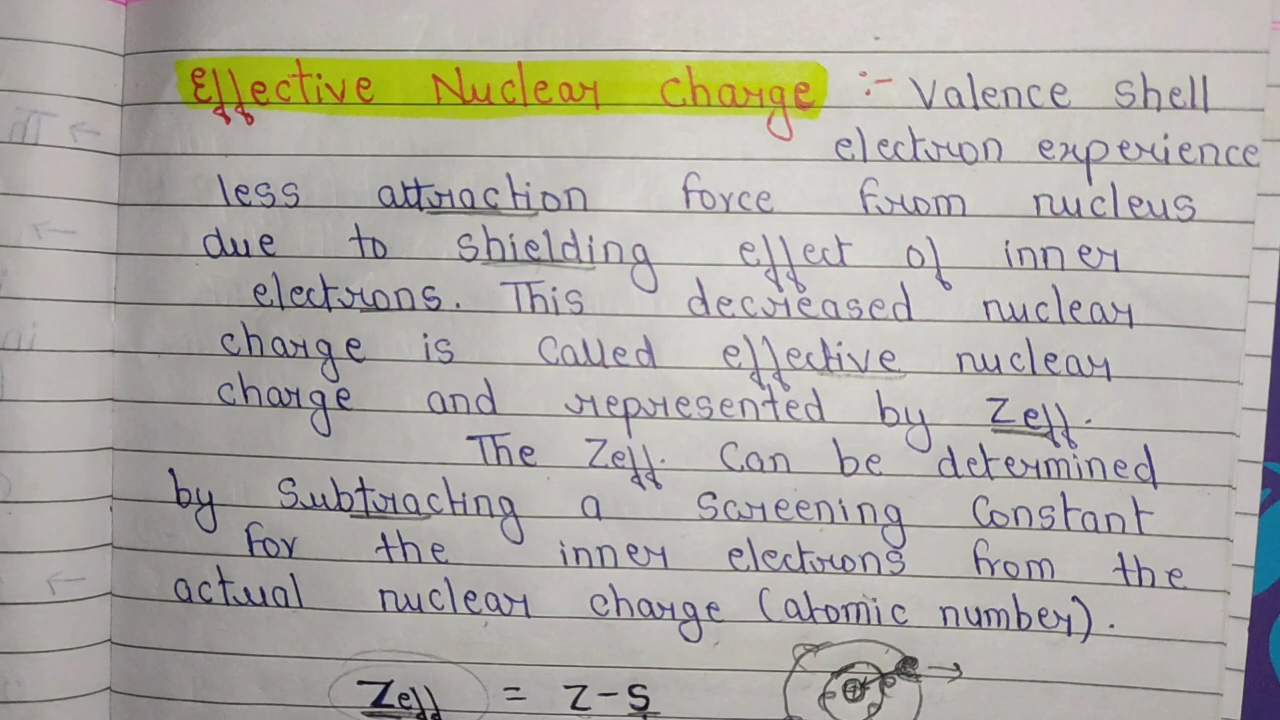 Effective Nuclear Charge :- Valence shell
electron experience
less attraction force from nucleus
due to shielding effect of inner
electrons. This decreased nuclear
charge is called effective nuclear
charge and represented by Zeff.
The Zeff. Can be determined
by Subtracting a Screening Constant
for the inner electrons from the
actual nuclear charge (atomic number).
Zeff = Z-S